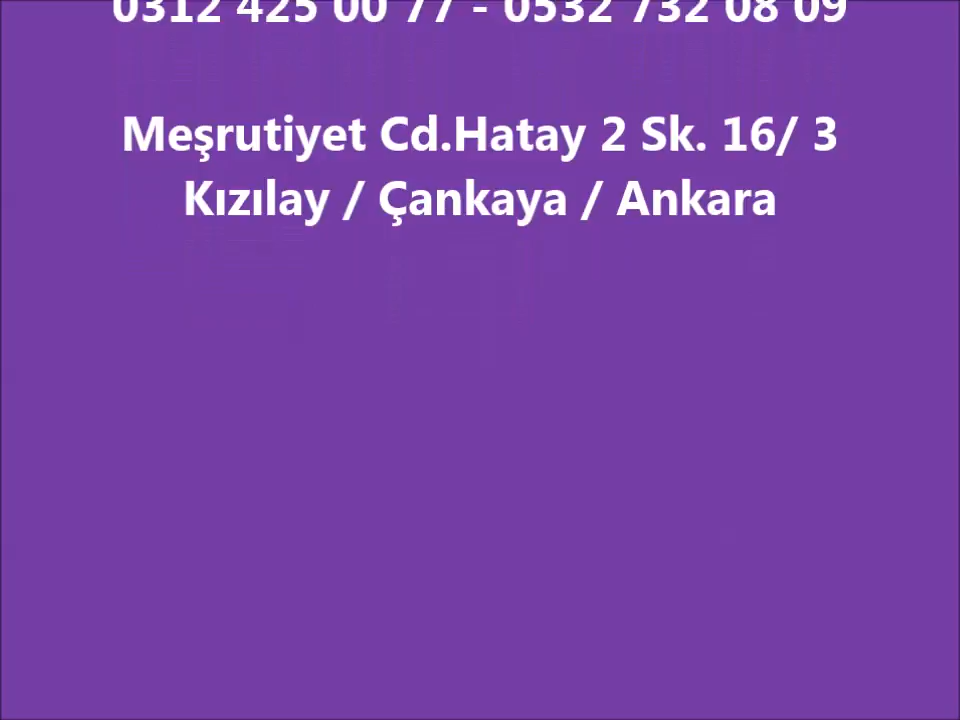 0312 425 00 77 - 0532 732 08 09
Meşrutiyet Cd.Hatay 2 Sk. 16/ 3
Kızılay / Çankaya / Ankara